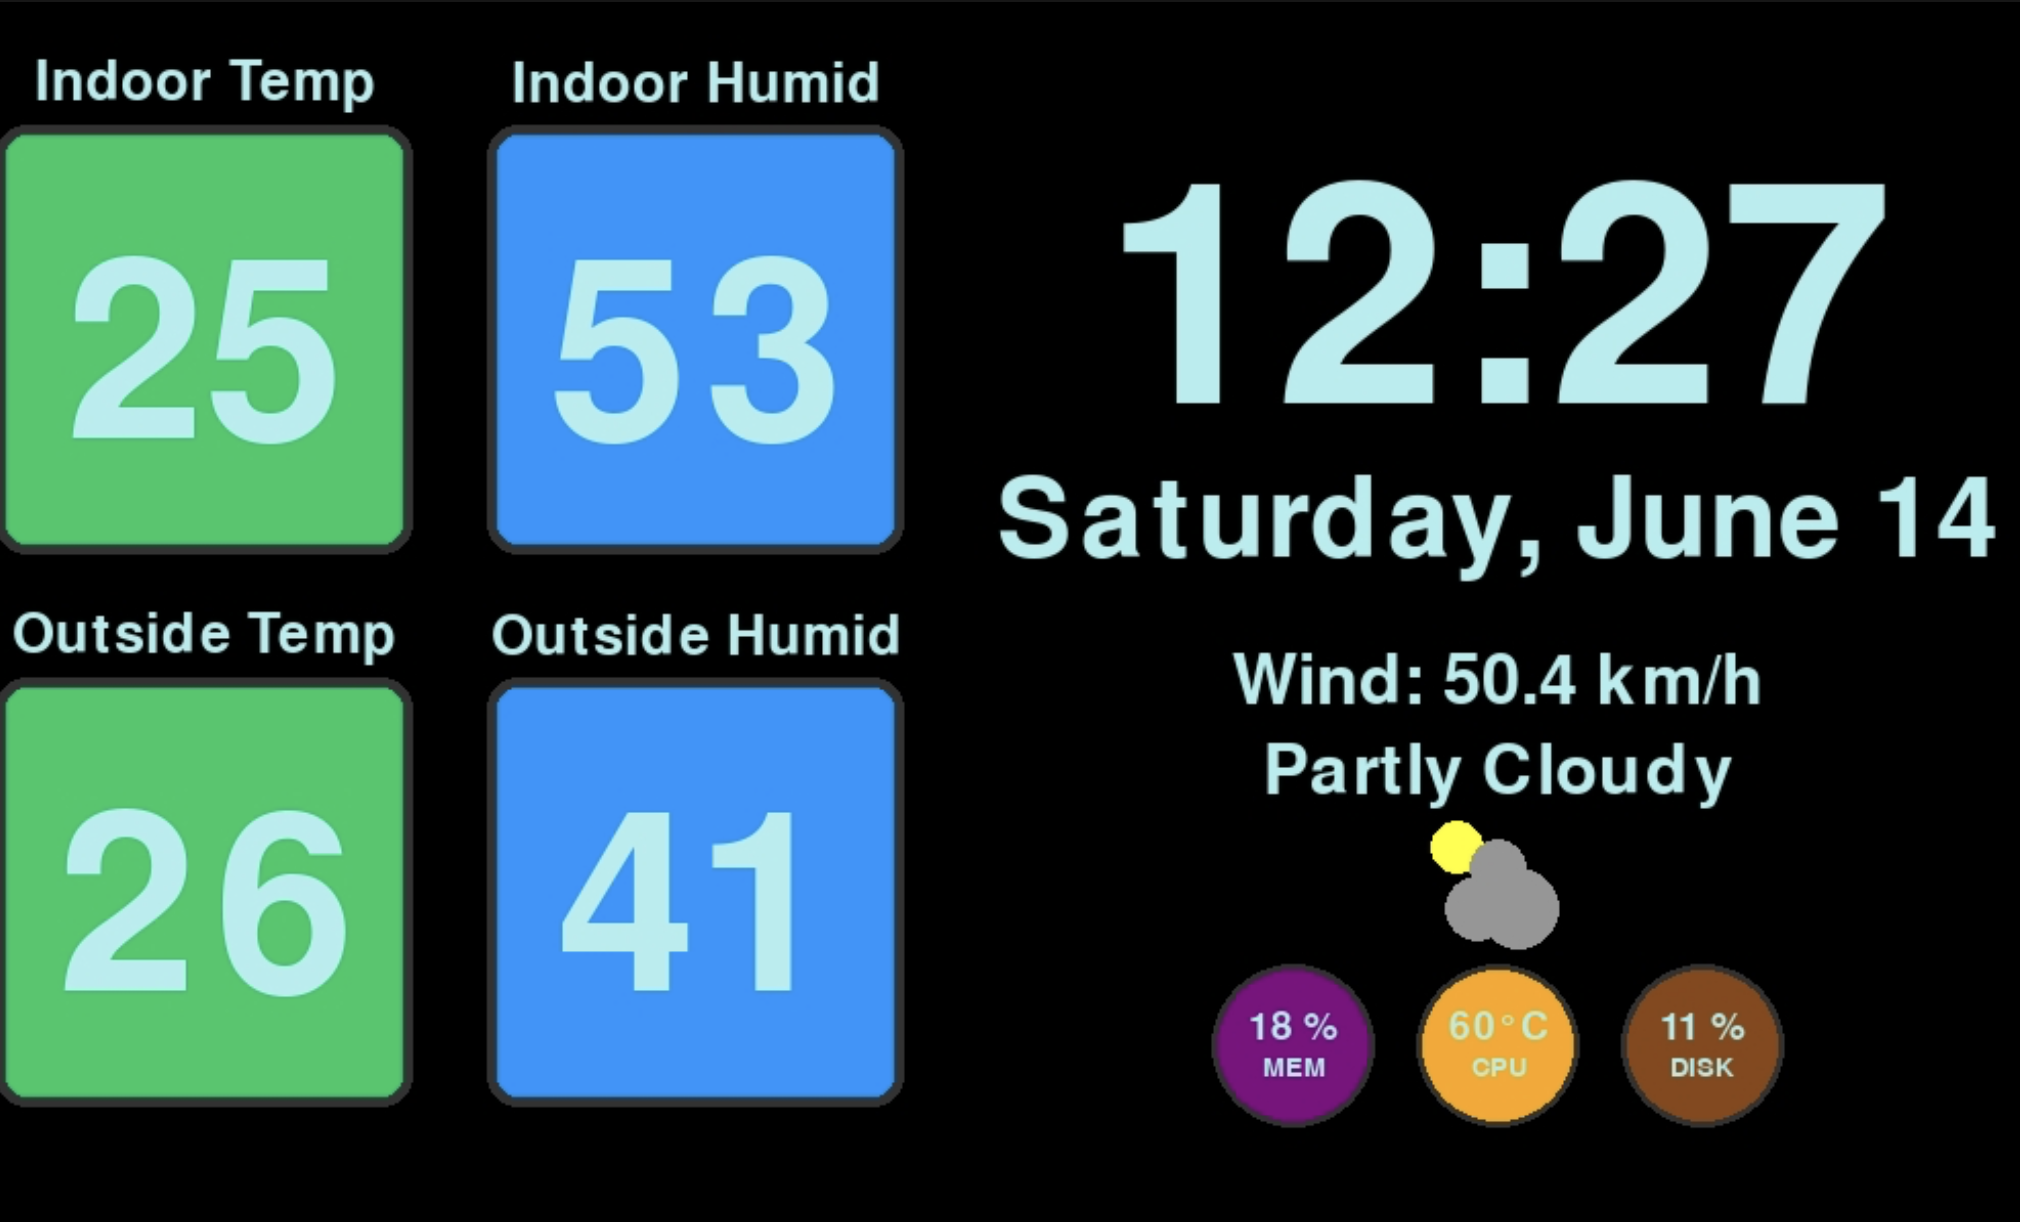 Indoor Temp
25
Indoor Humid
53
Outside Temp
26
Outside Humid
41
12:27
Saturday, June 14
Wind: 50.4 km/h
Partly Cloudy
18 %
MEM
60°C
CPU
11 %
DISK